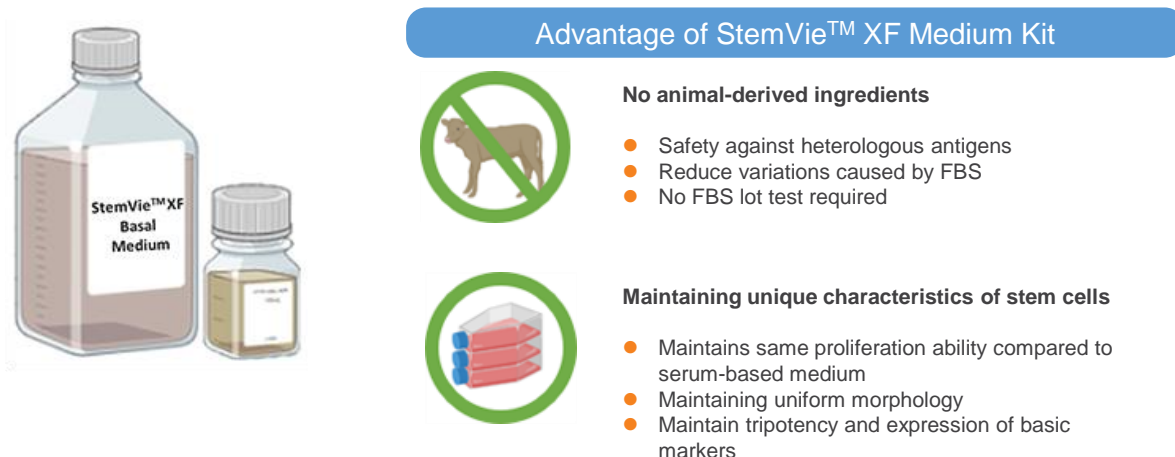 Advantage of StemVie™ XF Medium Kit
StemVie™XF
Basal
Medium
No animal-derived ingredients
Safety against heterologous antigens
Reduce variations caused by FBS
No FBS lot test required
Maintaining unique characteristics of stem cells
Maintains same proliferation ability compared to
serum-based medium
Maintaining uniform morphology
Maintain tripotency and expression of basic
markers